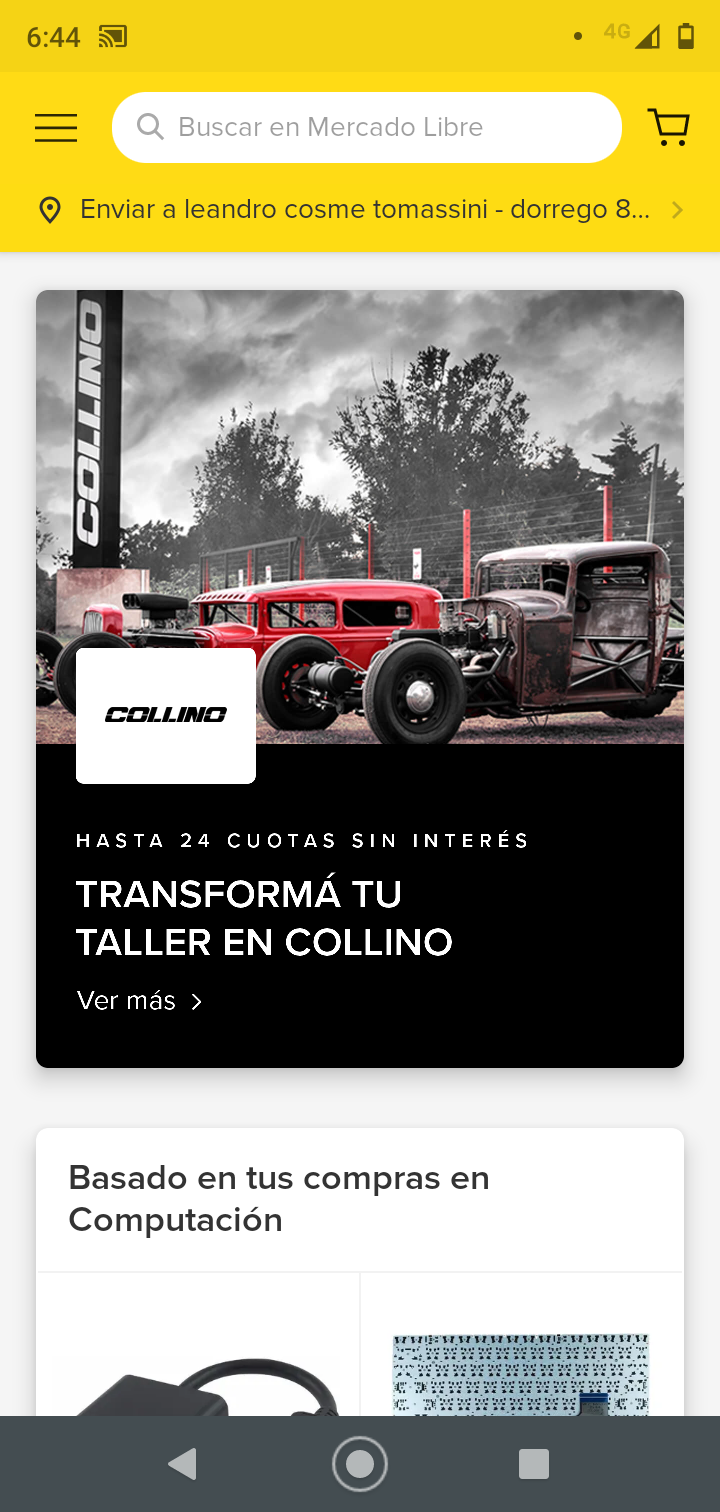 6:44
4G
Buscar en Mercado Libre
Enviar a leandro cosme tomassini - dorrego 8...
COLLINO
COLLINO
HASTA 24 CUOTAS SIN INTERÉS
TRANSFORMÁ TU
TALLER EN COLLINO
Ver más
Basado en tus compras en
Computación